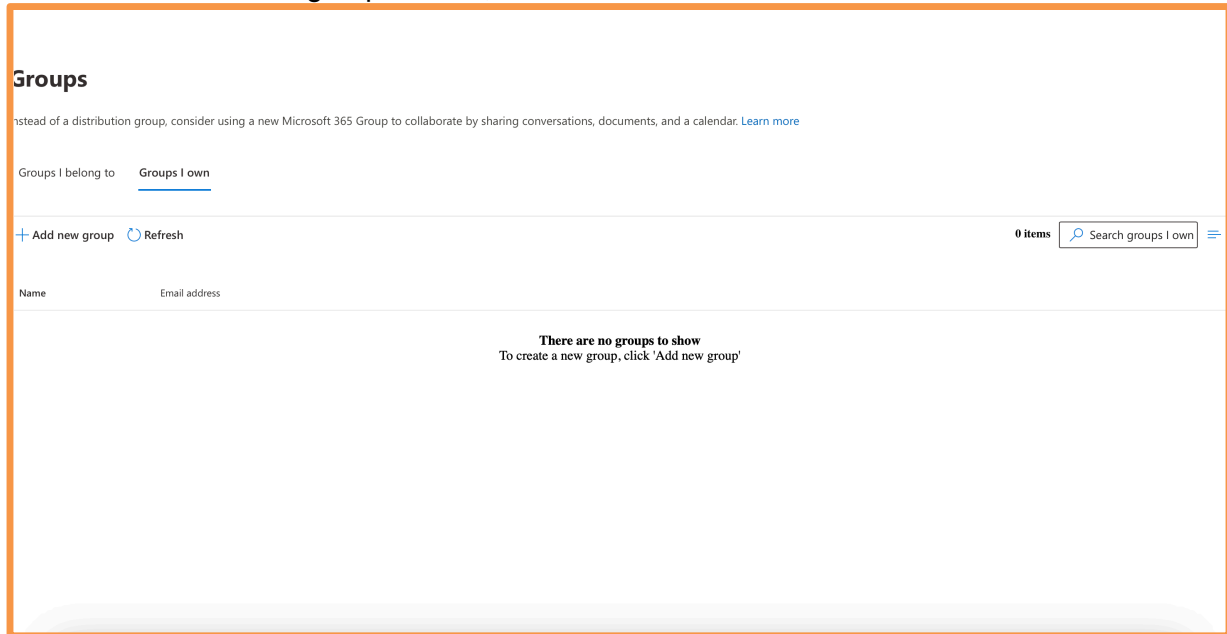 Groups
nstead of a distribution group, consider using a new Microsoft 365 Group to collaborate by sharing conversations, documents, and a calendar. Learn more
Groups I belong to Groups I own
Add new group Refresh 0 items Search groups I own
Name Email address
There are no groups to show
To create a new group, click 'Add new group'